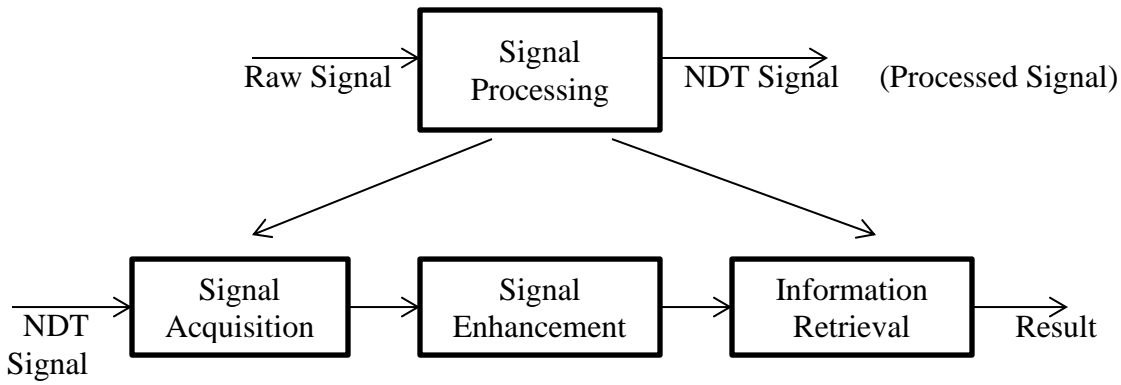 Signal
Processing
Raw Signal
NDT Signal (Processed Signal)
Signal
Acquisition
Signal
Enhancement
Information
Retrieval
NDT
Signal
Result